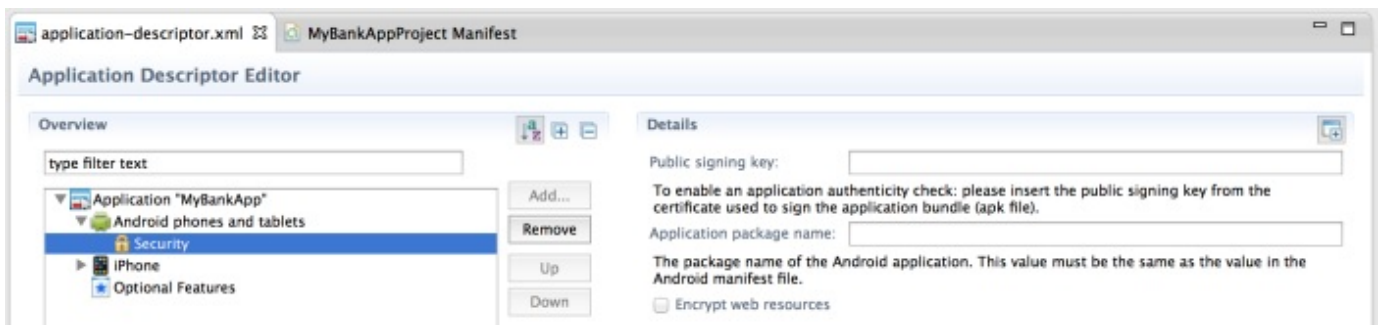 application-descriptor.xml
MyBankAppProject Manifest
Application Descriptor Editor
Overview
type filter text
Application "MyBankApp"
Android phones and tablets
Security
iPhone
Optional Features
Add...
Remove
Up
Down
Details
Public signing key:
To enable an application authenticity check: please insert the public signing key from the
certificate used to sign the application bundle (apk file).
Application package name:
The package name of the Android application. This value must be the same as the value in the
Android manifest file.
Encrypt web resources